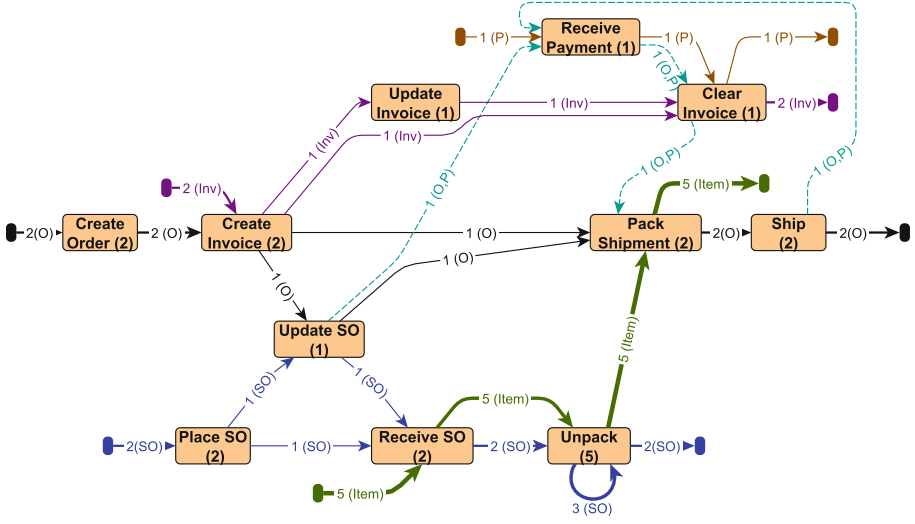 1 (P)
Receive
Payment (1)
1 (P)
1 (P)
1 (O,P)
Update
Invoice (1)
1 (Inv)
Clear
Invoice (1)
2 (Inv)
1 (Inv)
1 (Inv)
1 (O,P)
1 (O,P)
1 (O,P)
2 (Inv)
5 (Item)
2(O)
Create
Order (2)
2 (O)
Create
Invoice (2)
1 (O)
1 (O)
Pack
Shipment (2)
2(O)
Ship
(2)
2(O)
1 (O)
Update SO
(1)
5 (Item)
1 (SO)
1 (SO)
5 (Item)
2(SO)
Place SO
(2)
1 (SO)
Receive SO
(2)
2 (SO)
Unpack
(5)
2(SO)
5 (Item)
3 (SO)